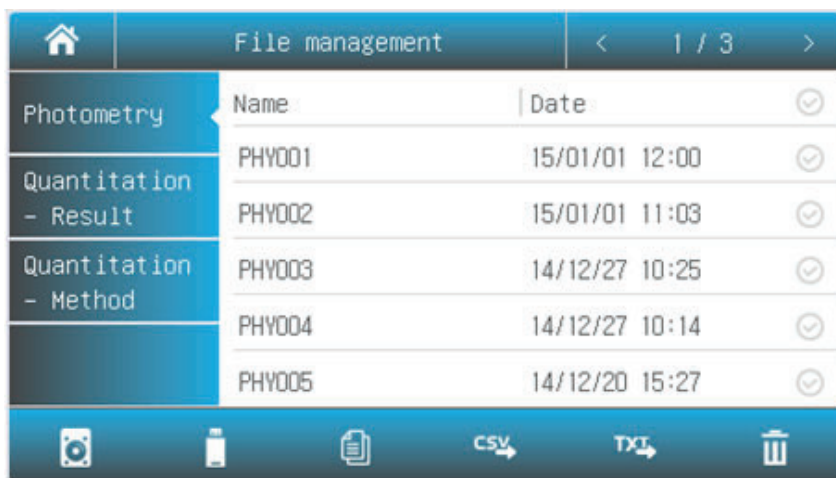 File management
< 1 / 3 >
Photometry
Quantitation
- Result
Quantitation
- Method
Name Date
PHY001 15/01/01 12:00
PHY002 15/01/01 11:03
PHY003 14/12/27 10:25
PHY004 14/12/27 10:14
PHY005 14/12/20 15:27
CSV TXT